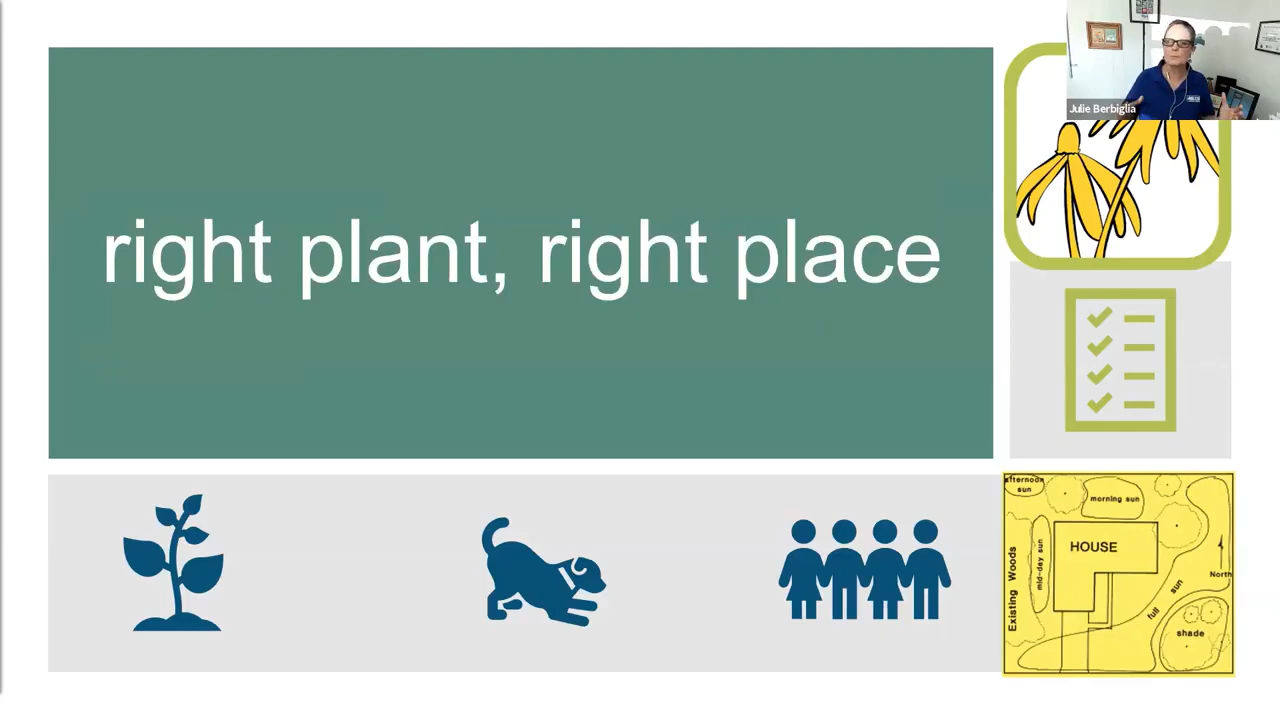 Julie Berbiglia
right plant, right place
afternoon
sun
morning sun
HOUSE
mid-day sun
Existing Woods
North
full sun
shade